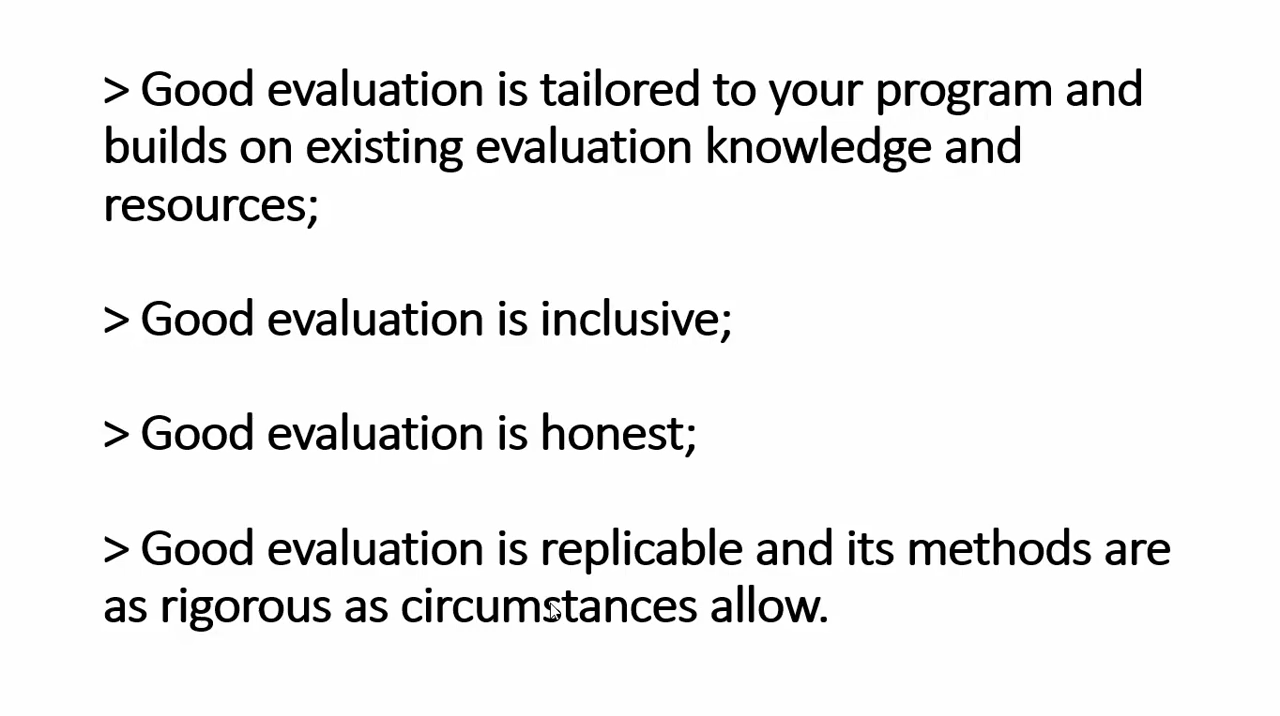 > Good evaluation is tailored to your program and
builds on existing evaluation knowledge and
resources;
> Good evaluation is inclusive;
> Good evaluation is honest;
> Good evaluation is replicable and its methods are
as rigorous as circumstances allow.